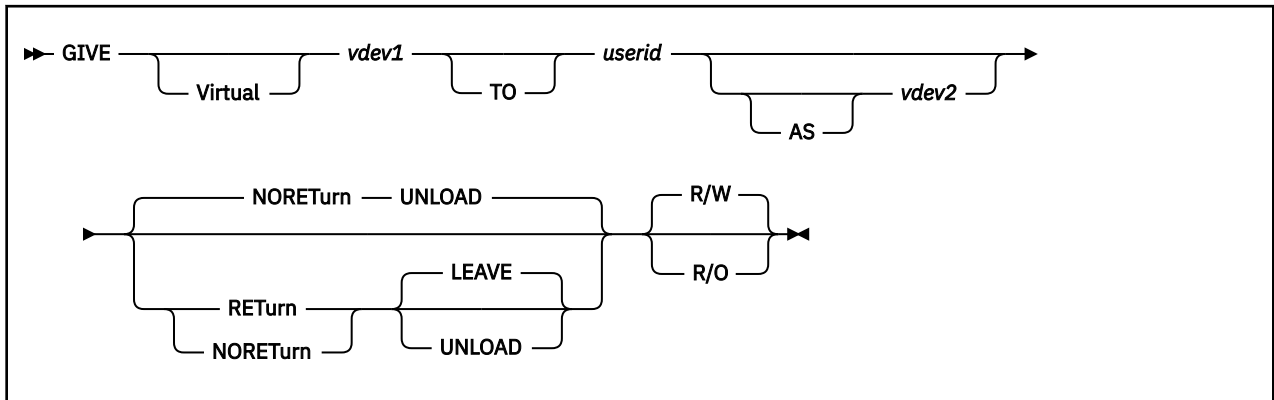 GIVE Virtual vdev1 TO userid AS vdev2
NORETurn UNLOAD
RETurn
NORETurn
LEAVE
UNLOAD
R/W
R/O